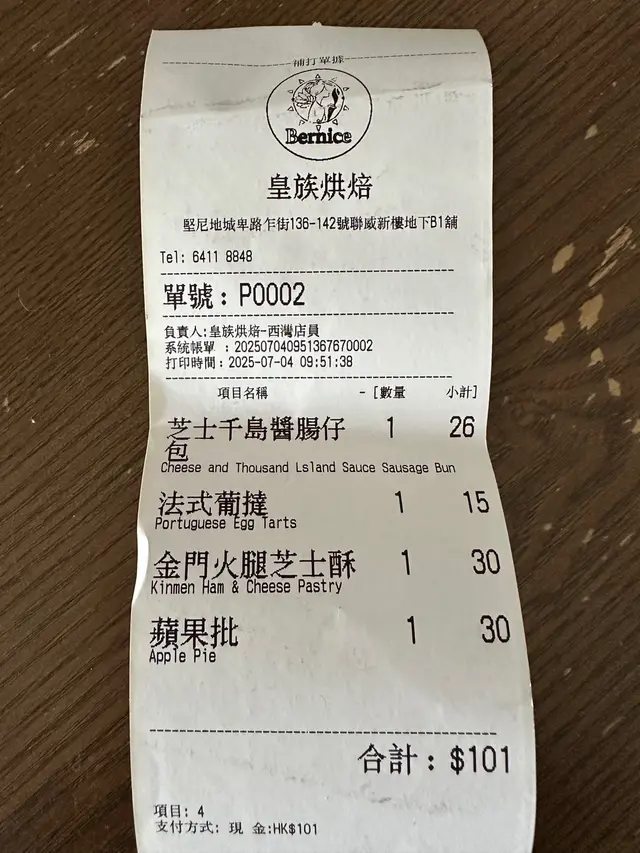 補打單據
Bernice
皇族烘焙
堅尼地城卑路乍街136-142號聯威新樓地下B1舖
Tel: 6411 8848
單號：P0002
負責人:皇族烘焙-西灣店員
系統帳單 ：202507040951367670002
打印時間：2025-07-04 09:51:38
項目名稱 - [數量 小計]
芝士千島醬腸仔 1 26
包
Cheese and Thousand Lsland Sauce Sausage Bun
法式葡撻 1 15
Portuguese Egg Tarts
金門火腿芝士酥 1 30
Kinmen Ham & Cheese Pastry
蘋果批 1 30
Apple Pie
合計：$101
項目: 4
支付方式: 現 金:HK$101